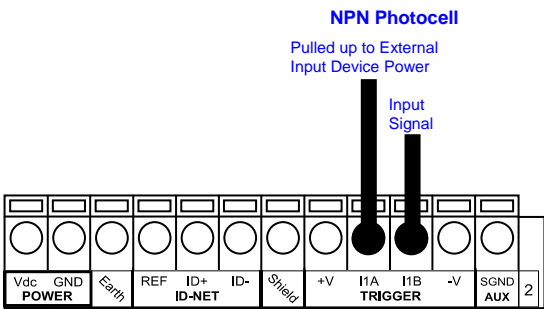 NPN Photocell
Pulled up to External
Input Device Power
Input
Signal
Vdc GND Earth REF ID+ ID- Shield +V I1A I1B -V SGND 2
POWER ID-NET TRIGGER AUX